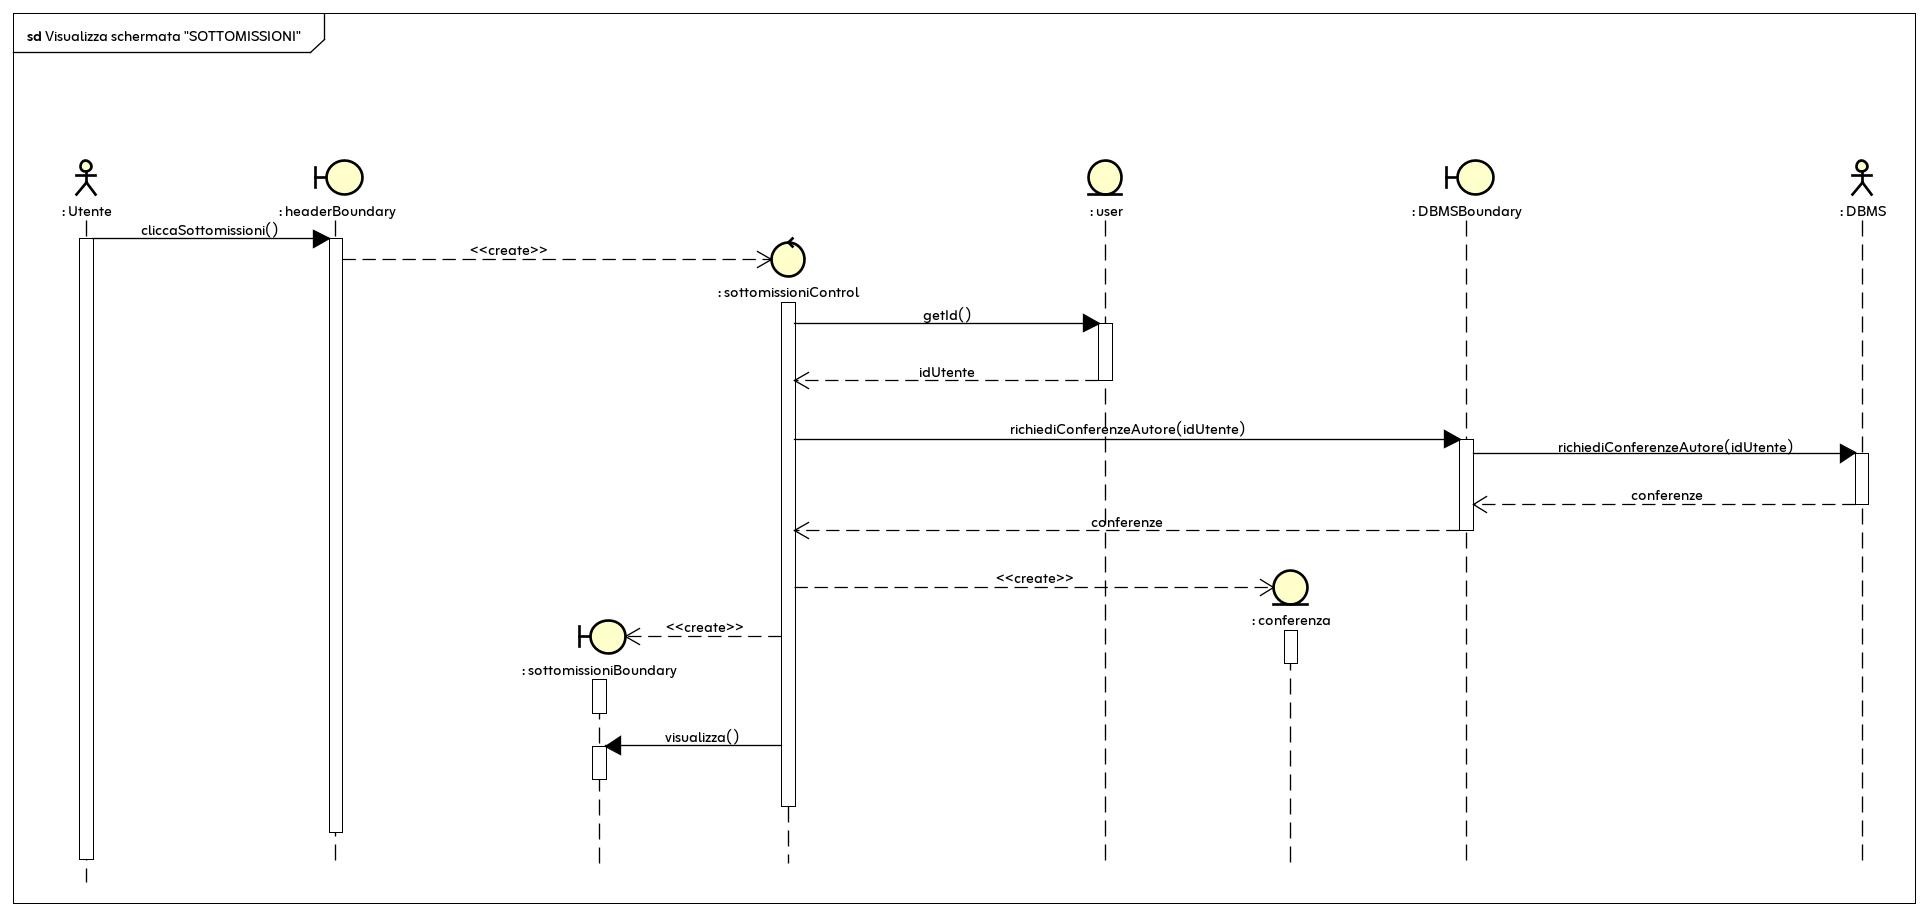 sd Visualizza schermata "SOTTOMISSIONI"
: Utente
: headerBoundary
: user
: DBMSBoundary
: DBMS
cliccaSottomissioni()
<<create>>
: sottomissioniControl
getId()
idUtente
richiediConferenzeAutore(idUtente)
richiediConferenzeAutore(idUtente)
conferenze
conferenze
<<create>>
: conferenza
<<create>>
: sottomissioniBoundary
visualizza()